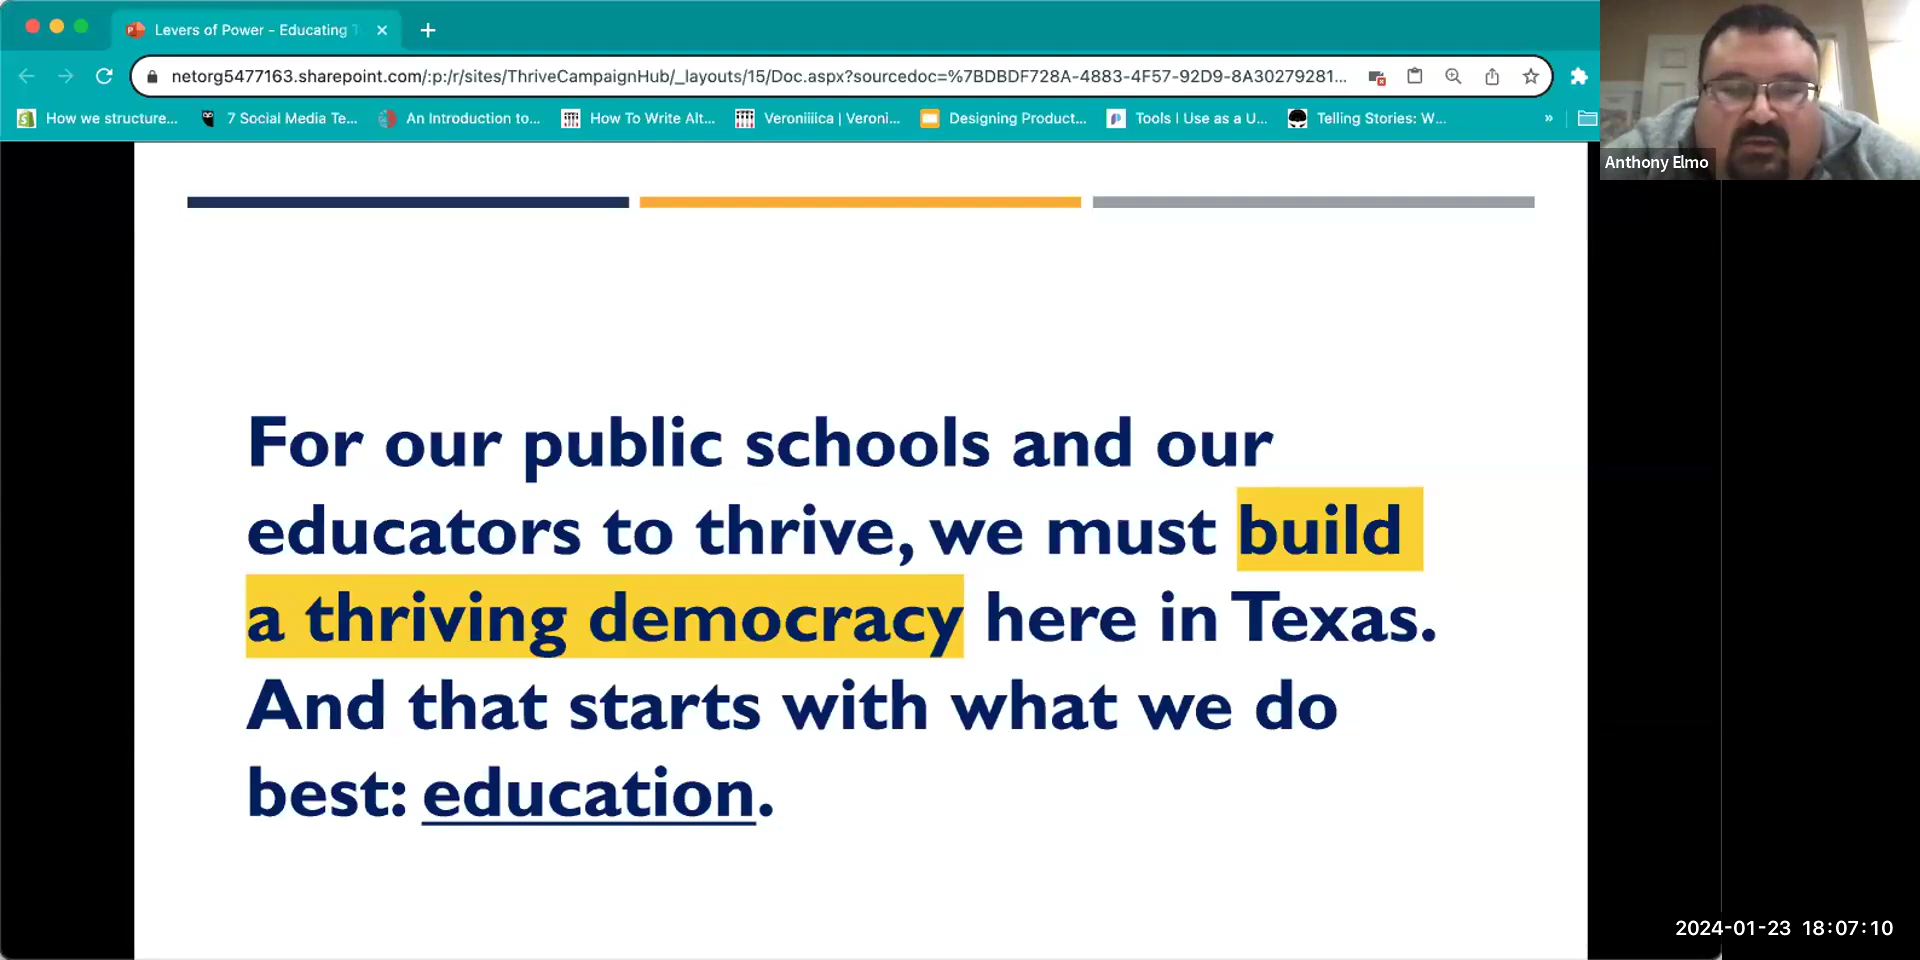 Levers of Power - Educating
netorg5477163.sharepoint.com/:p:/r/sites/ThriveCampaignHub/_layouts/15/Doc.aspx?sourcedoc=%7BDBDF728A-4883-4F57-92D9-8A30279281...
How we structure... 7 Social Media Te... An Introduction to... How To Write Alt... Veroniiiica | Veroni... Designing Product... Tools I Use as a U... Telling Stories: W... »
Anthony Elmo
For our public schools and our
educators to thrive, we must build
a thriving democracy here in Texas.
And that starts with what we do
best: education.
2024-01-23 18:07:10